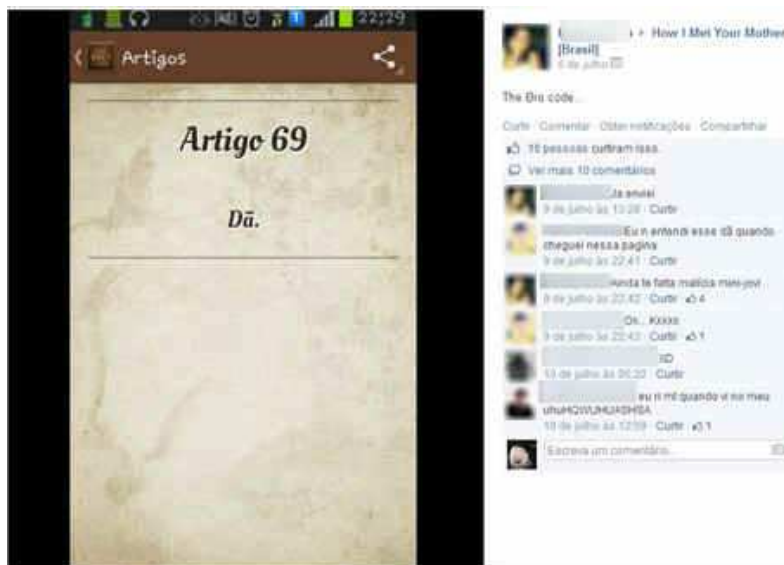 22:29
Artigos
Artigo 69
Dã.
How I Met Your Mother
[Brasil]
6 de julho
The Bro code...
Curtir · Comentar · Obter notificações · Compartilhar
10 pessoas curtiram isso.
Ver mais 10 comentários
Ja enviei
9 de julho às 13:28 · Curtir
Eu n entendi esse dã quando
cheguei nessa pagina
9 de julho às 22:41 · Curtir
Ainda te falta malícia mini-jovi
9 de julho às 22:42 · Curtir · 4
9 de julho às 22:43 · Curtir · 1
XD
10 de julho às 00:22 · Curtir
eu ri mt quando vi no meu
10 de julho às 12:59 · Curtir · 1
Escreva um comentário...